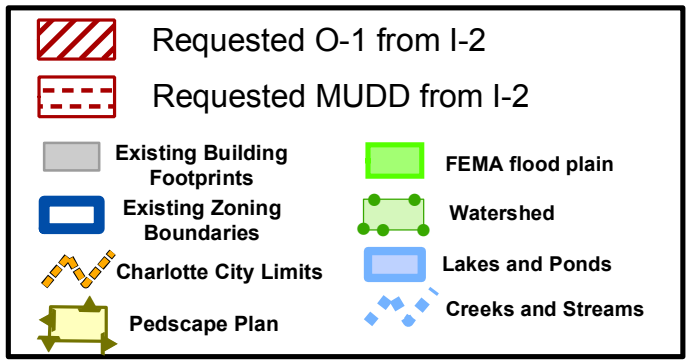 Requested O-1 from I-2
Requested MUDD from I-2
Existing Building
Footprints
Existing Zoning
Boundaries
Charlotte City Limits
Pedscape Plan
FEMA flood plain
Watershed
Lakes and Ponds
Creeks and Streams